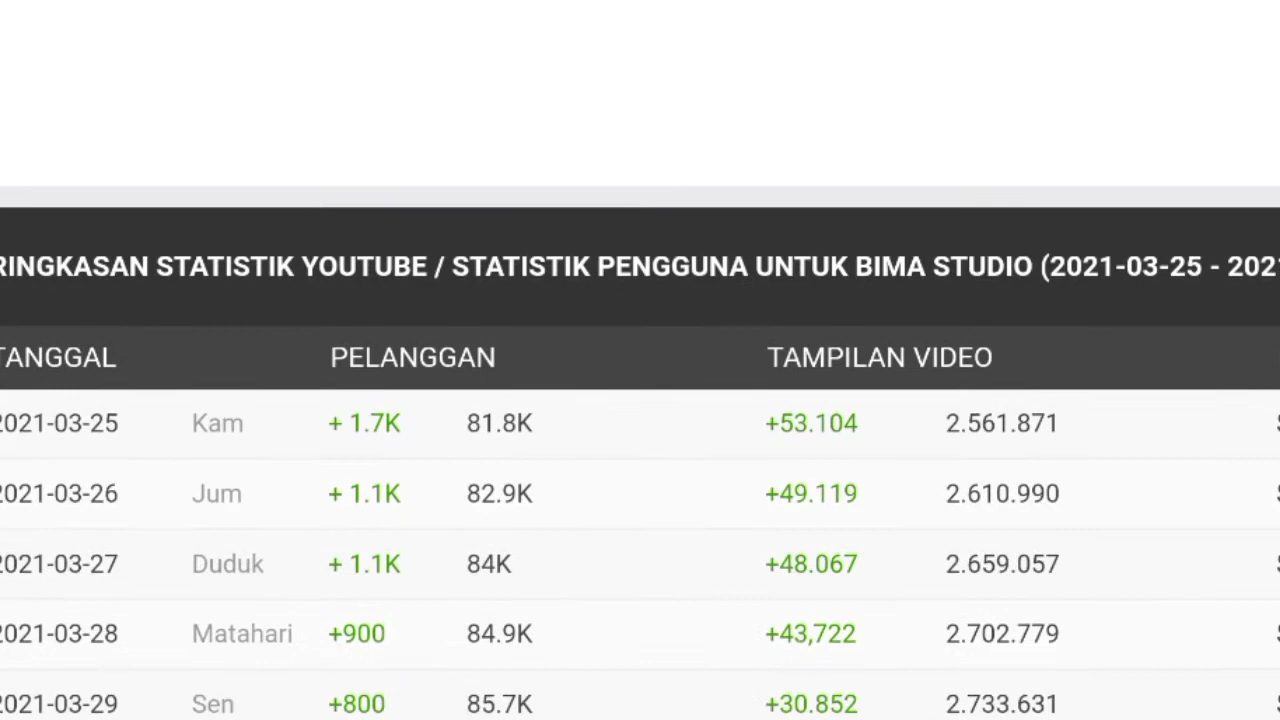 RINGKASAN STATISTIK YOUTUBE / STATISTIK PENGGUNA UNTUK BIMA STUDIO (2021-03-25 - 202
TANGGAL PELANGGAN TAMPILAN VIDEO
2021-03-25 Kam + 1.7K 81.8K +53.104 2.561.871
2021-03-26 Jum + 1.1K 82.9K +49.119 2.610.990
2021-03-27 Duduk + 1.1K 84K +48.067 2.659.057
2021-03-28 Matahari +900 84.9K +43,722 2.702.779
2021-03-29 Sen +800 85.7K +30.852 2.733.631